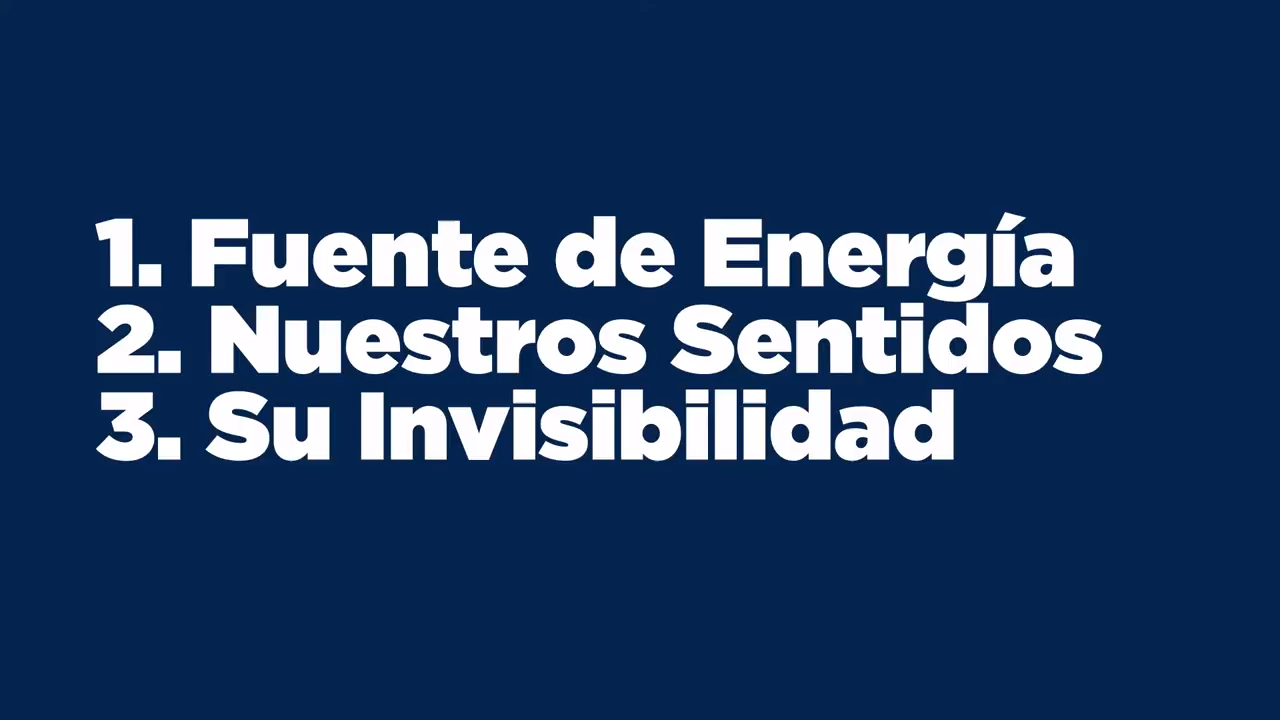 1. Fuente de Energía
2. Nuestros Sentidos
3. Su Invisibilidad